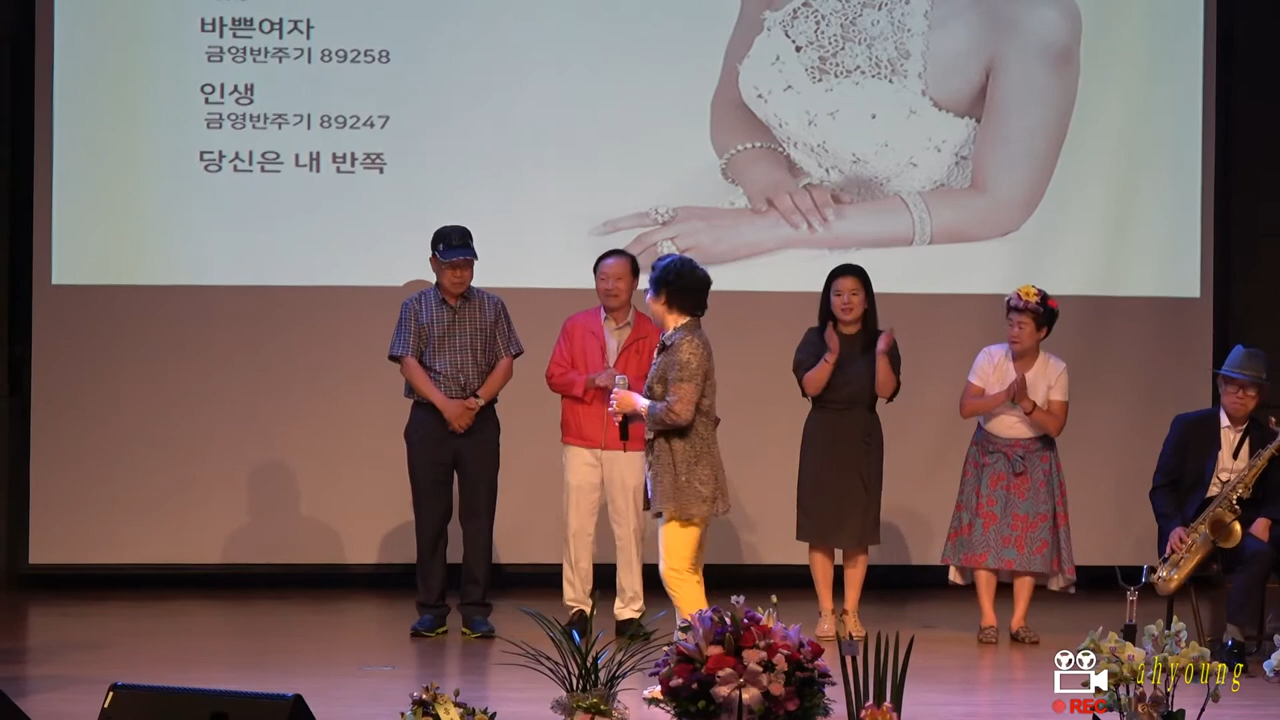 바쁜여자
금영반주기 89258
인생
금영반주기 89247
당신은 내 반쪽
ahyoung
REC